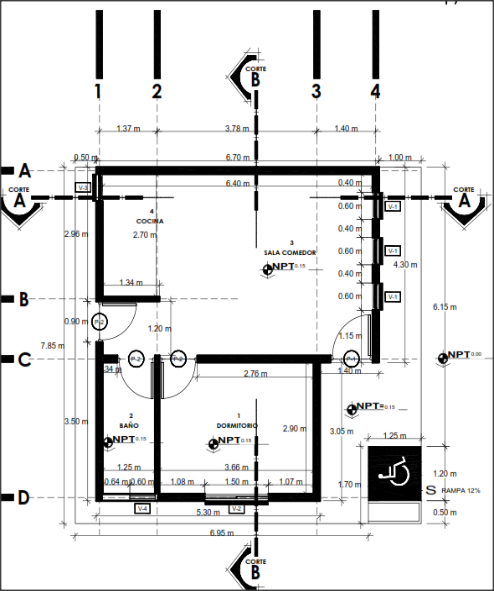 CORTE
B
1
2
3
4
1.37 m
3.78 m
1.40 m
0.50 m
6.70 m
1.00 m
A
6.40 m
0.40 m
V-3
CORTE
A
CORTE
A
0.60 m
V-1
4
COCINA
0.40 m
2.96 m
2.70 m
3
SALA COMEDOR
0.60 m
V-1
4.30 m
NPT 0.15
0.40 m
1.34 m
0.60 m
V-1
B
6.15 m
0.90 m
P-2
1.20 m
1.15 m
7.85 m
C
P-2
P-2
P-1
NPT 0.00
34 m
2.76 m
1.40 m
NPT= 0.15
3.50 m
2
BAÑO
1
DORMITORIO
2.90 m
3.05 m
1.25 m
NPT 0.15
NPT 0.15
1.25 m
3.66 m
1.20 m
0.64 m
0.60 m
1.08 m
1.50 m
1.07 m
1.70 m
S RAMPA 12%
D
V-4
V-2
0.50 m
5.30 m
6.95 m
CORTE
B